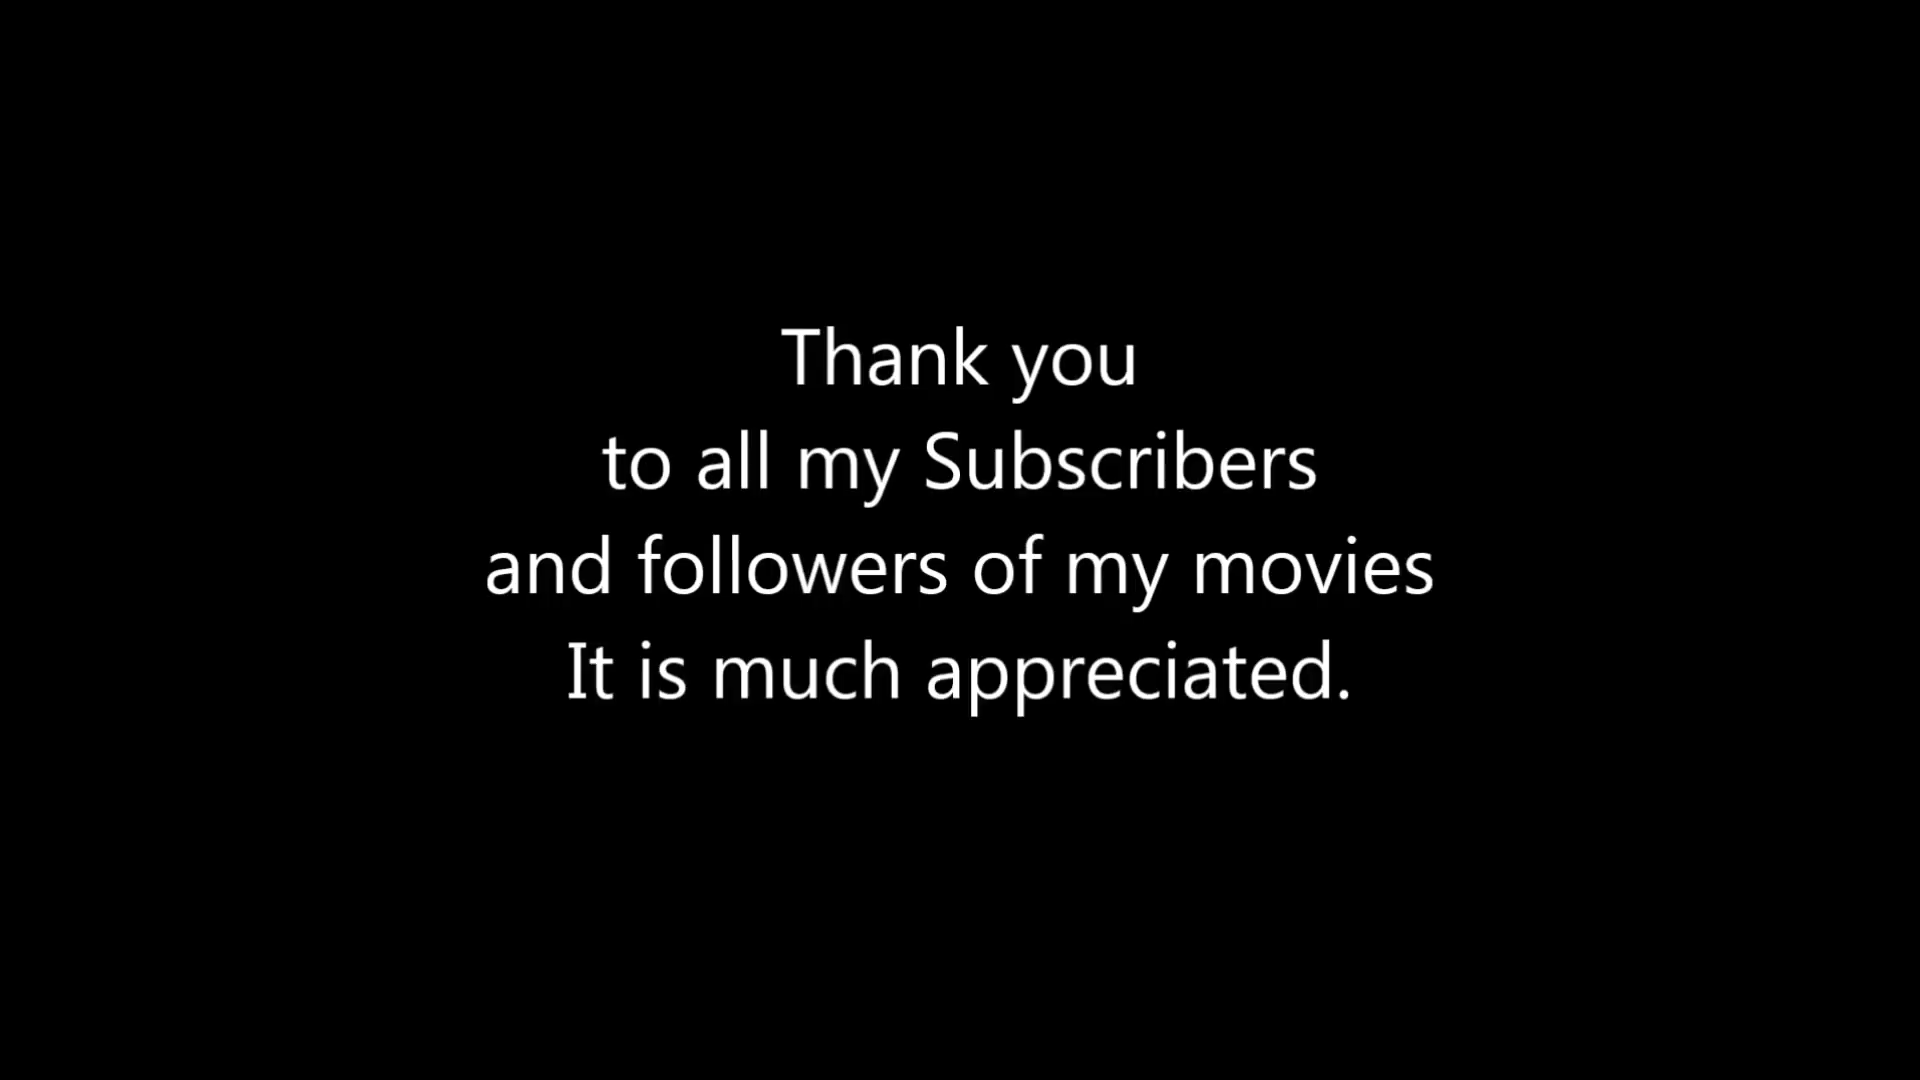 Thank you
to all my Subscribers
and followers of my movies
It is much appreciated.